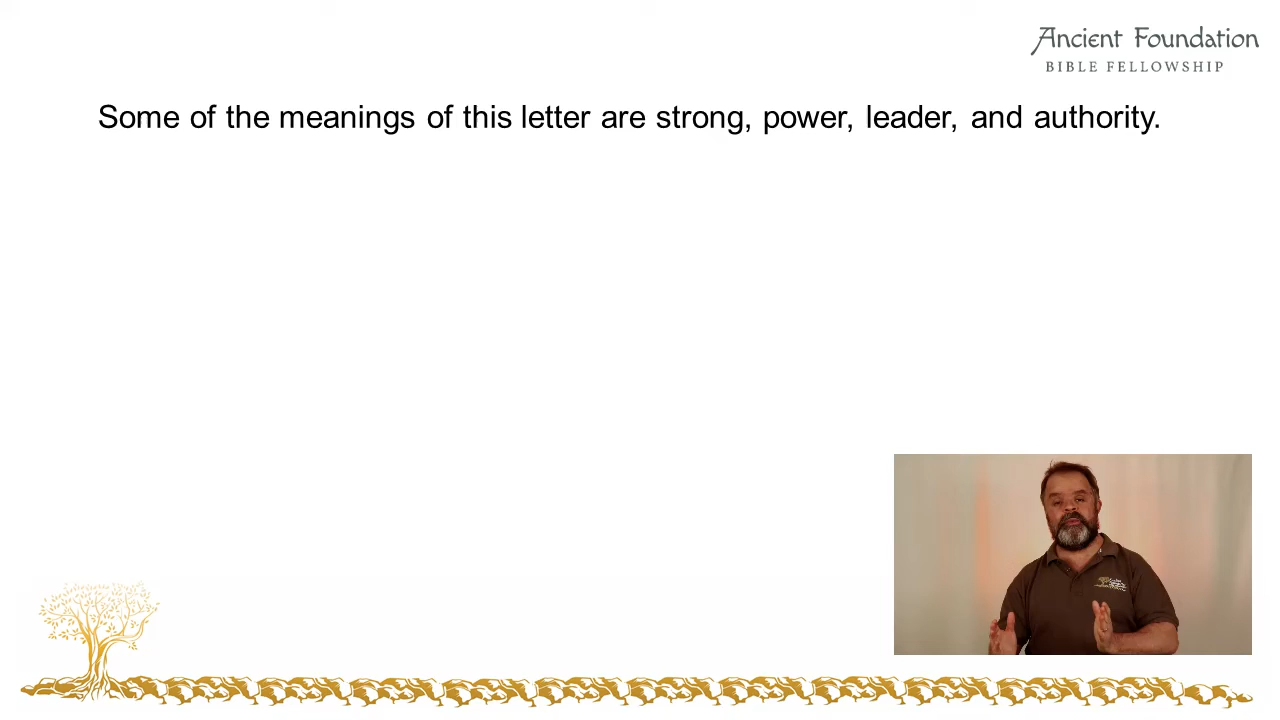 Ancient Foundation
BIBLE FELLOWSHIP
Some of the meanings of this letter are strong, power, leader, and authority.